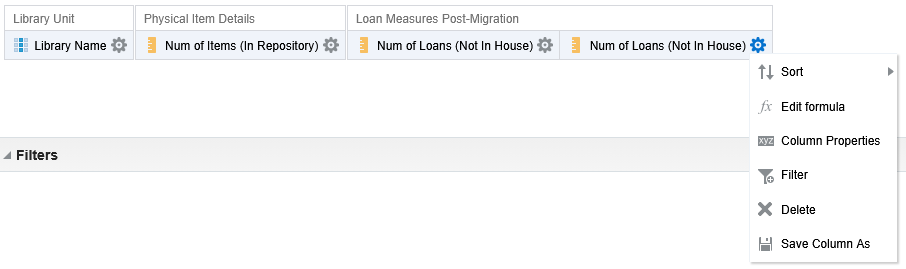 Library Unit
Physical Item Details
Loan Measures Post-Migration
Library Name
Num of Items (In Repository)
Num of Loans (Not In House)
Num of Loans (Not In House)
Sort
fx Edit formula
xyz Column Properties
Filter
Delete
Save Column As
Filters